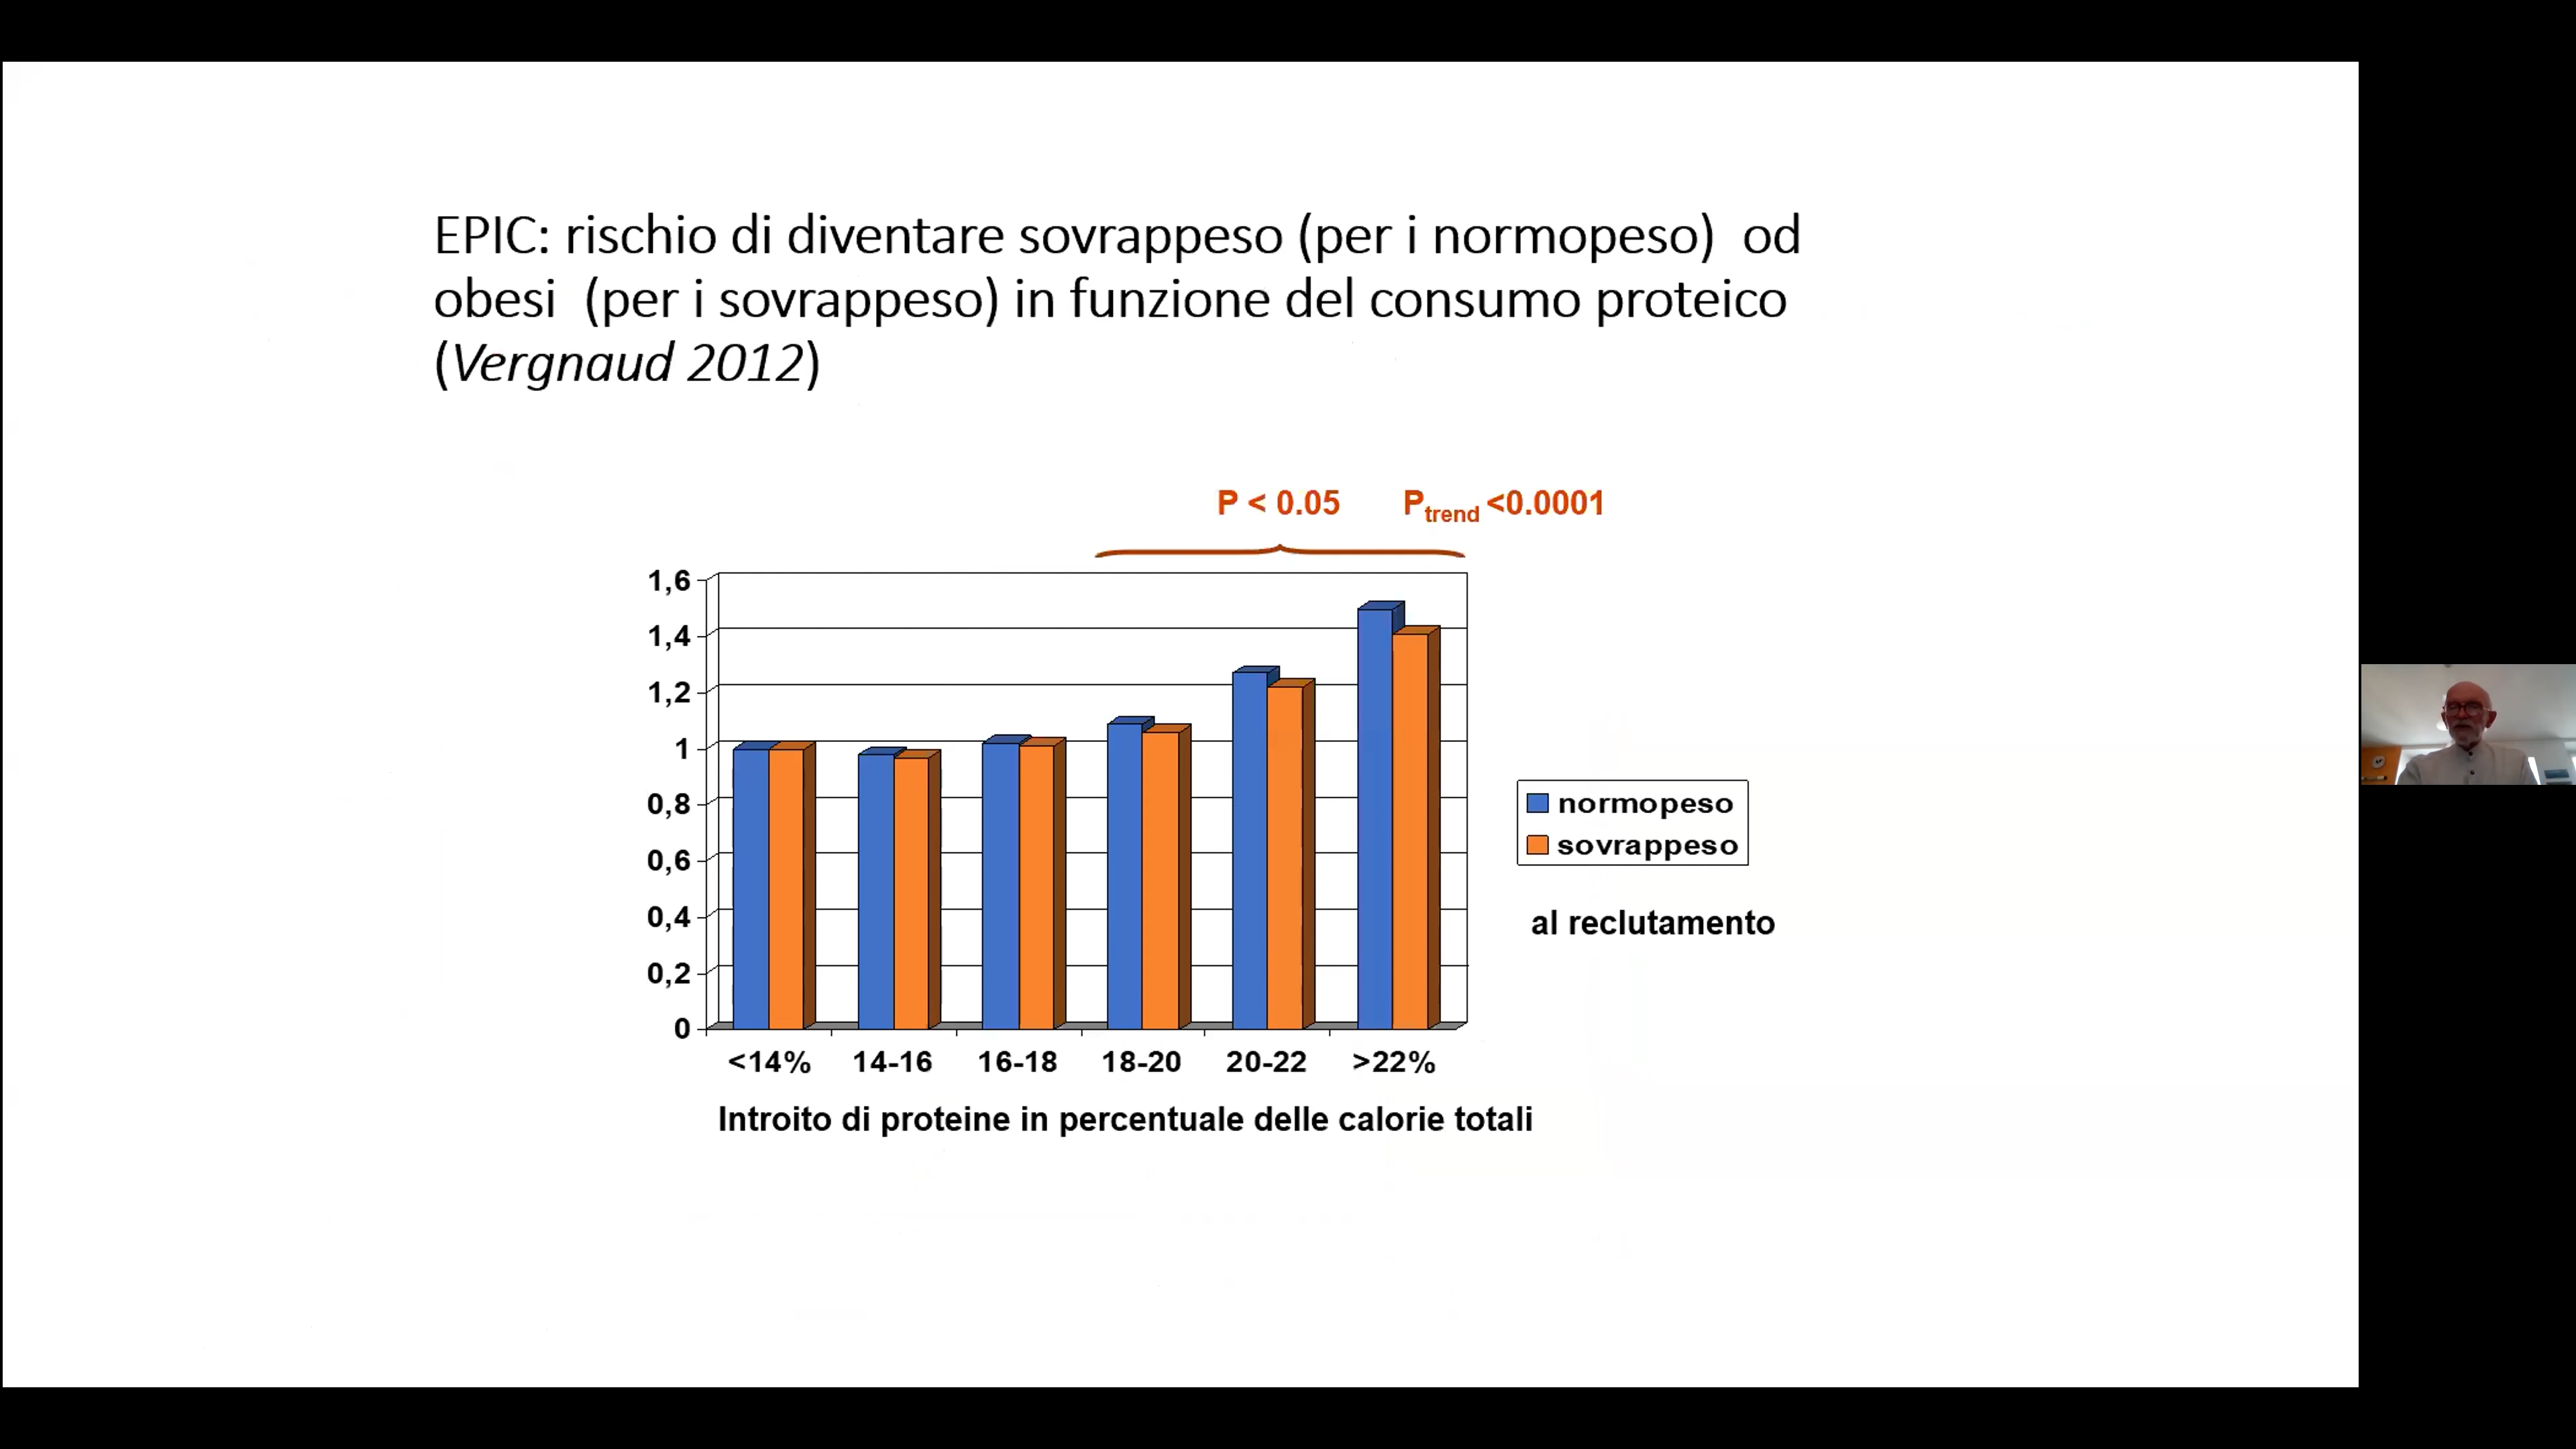 EPIC: rischio di diventare sovrappeso (per i normopeso) od
obesi (per i sovrappeso) in funzione del consumo proteico
(Vergnaud 2012)
P < 0.05 Ptrend <0.0001
1,6
1,4
1,2
1
0,8
0,6
0,4
0,2
0
<14% 14-16 16-18 18-20 20-22 >22%
Introito di proteine in percentuale delle calorie totali
normopeso
sovrappeso
al reclutamento